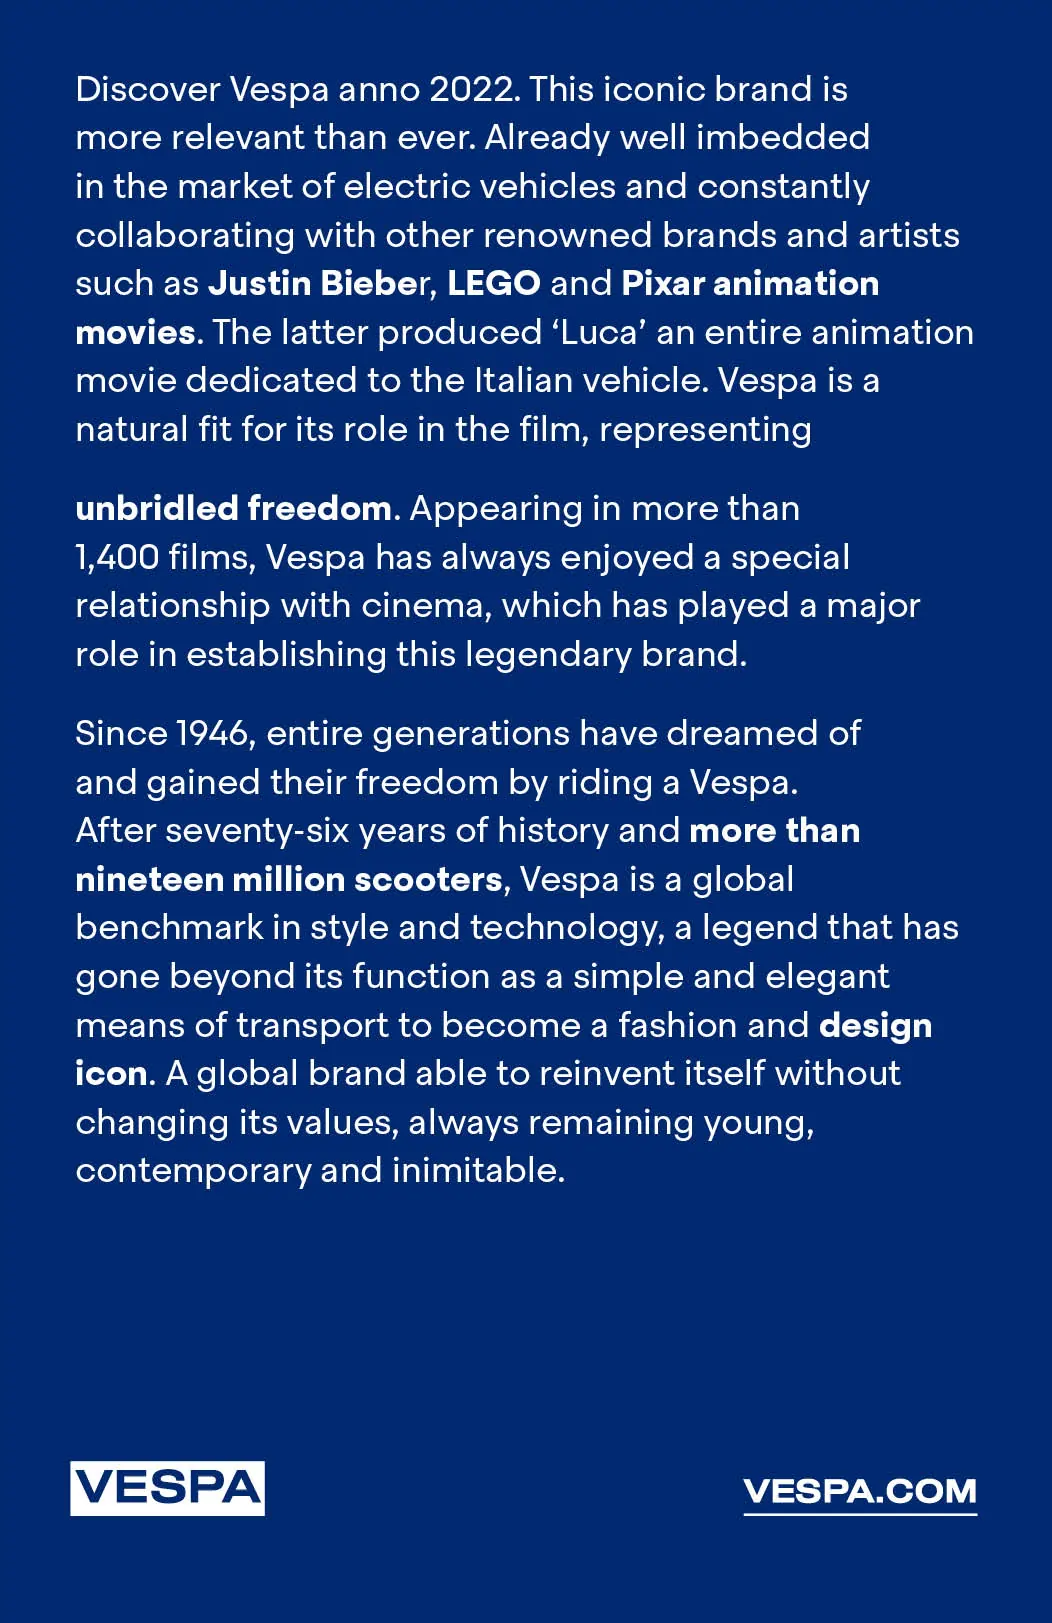 Discover Vespa anno 2022. This iconic brand is
more relevant than ever. Already well imbedded
in the market of electric vehicles and constantly
collaborating with other renowned brands and artists
such as Justin Bieber, LEGO and Pixar animation
movies. The latter produced ‘Luca’ an entire animation
movie dedicated to the Italian vehicle. Vespa is a
natural fit for its role in the film, representing
unbridled freedom. Appearing in more than
1,400 films, Vespa has always enjoyed a special
relationship with cinema, which has played a major
role in establishing this legendary brand.
Since 1946, entire generations have dreamed of
and gained their freedom by riding a Vespa.
After seventy-six years of history and more than
nineteen million scooters, Vespa is a global
benchmark in style and technology, a legend that has
gone beyond its function as a simple and elegant
means of transport to become a fashion and design
icon. A global brand able to reinvent itself without
changing its values, always remaining young,
contemporary and inimitable.
VESPA
VESPA.COM